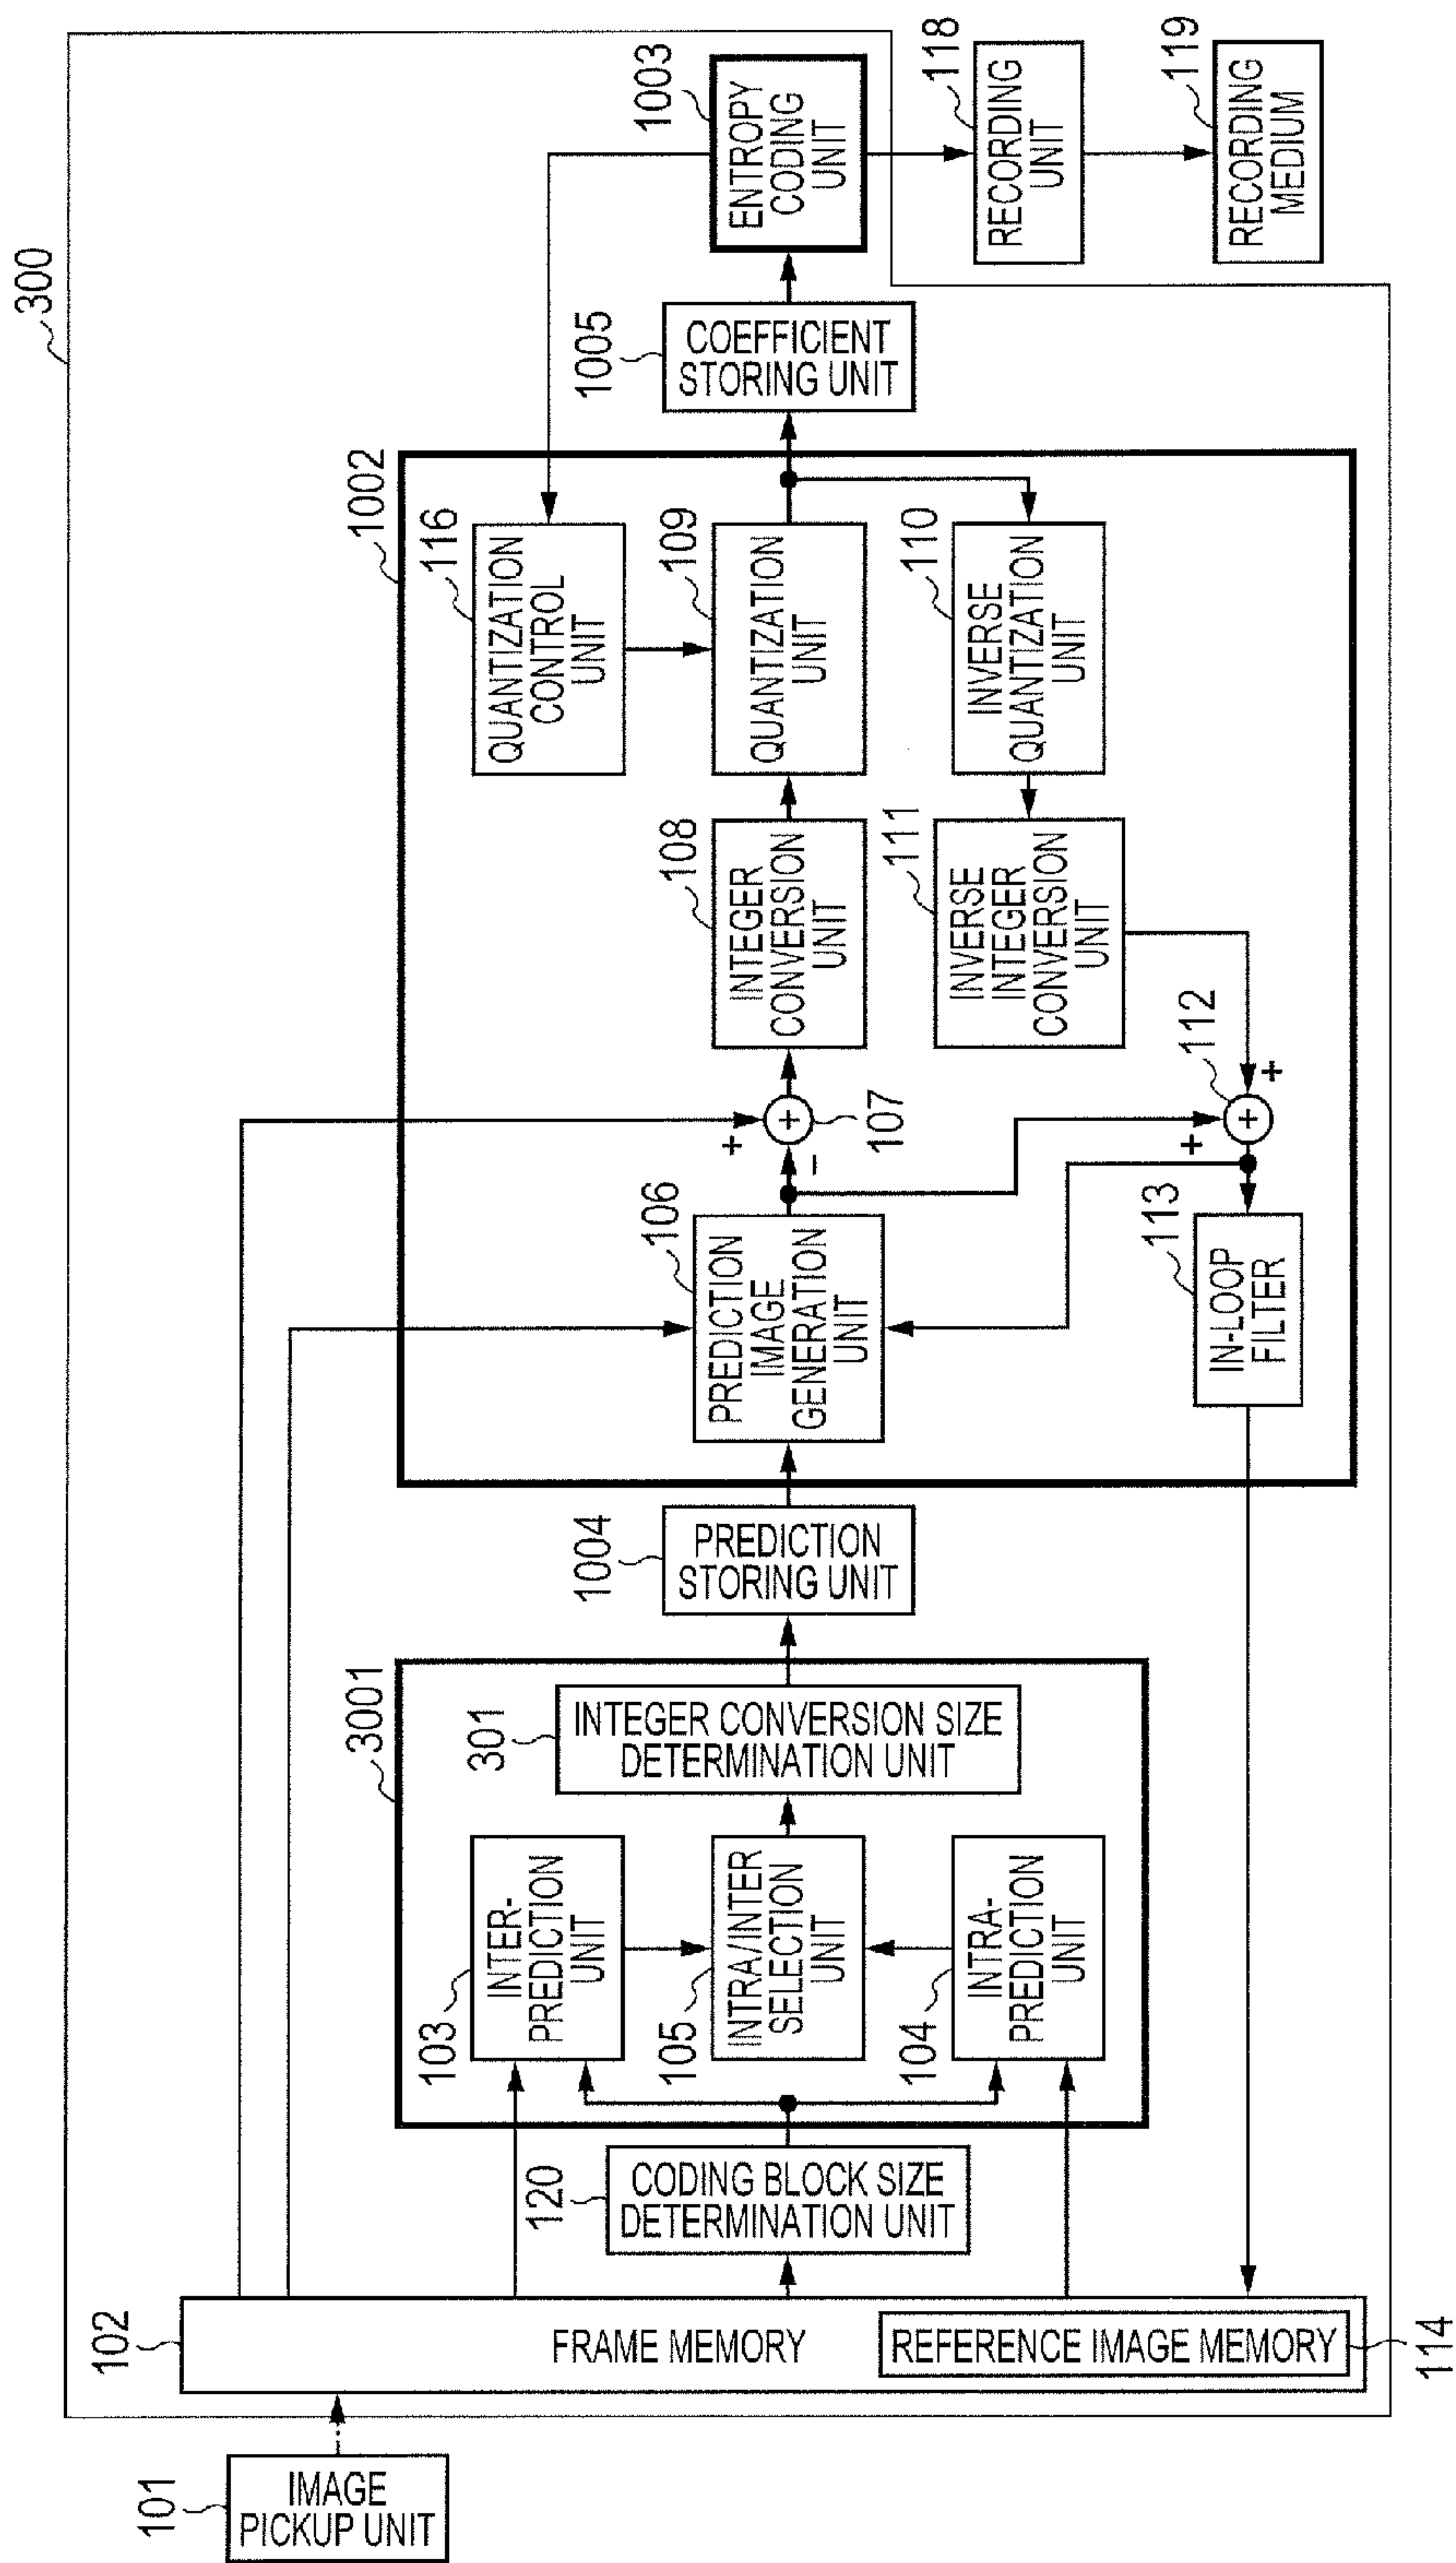 300
101
IMAGE
PICKUP UNIT
102
FRAME MEMORY
REFERENCE IMAGE MEMORY
114
120
CODING BLOCK SIZE
DETERMINATION UNIT
3001
103
INTER-
PREDICTION
UNIT
105
INTRA/INTER
SELECTION
UNIT
104
INTRA-
PREDICTION
UNIT
301
INTEGER CONVERSION SIZE
DETERMINATION UNIT
1004
PREDICTION
STORING UNIT
1002
106
PREDICTION
IMAGE
GENERATION
UNIT
+
−
+
107
108
INTEGER
CONVERSION
UNIT
116
QUANTIZATION
CONTROL
UNIT
109
QUANTIZATION
UNIT
110
INVERSE
QUANTIZATION
UNIT
111
INVERSE
INTEGER
CONVERSION
UNIT
112
+
+
+
113
IN-LOOP
FILTER
1005
COEFFICIENT
STORING UNIT
1003
ENTROPY
CODING
UNIT
118
RECORDING
UNIT
119
RECORDING
MEDIUM